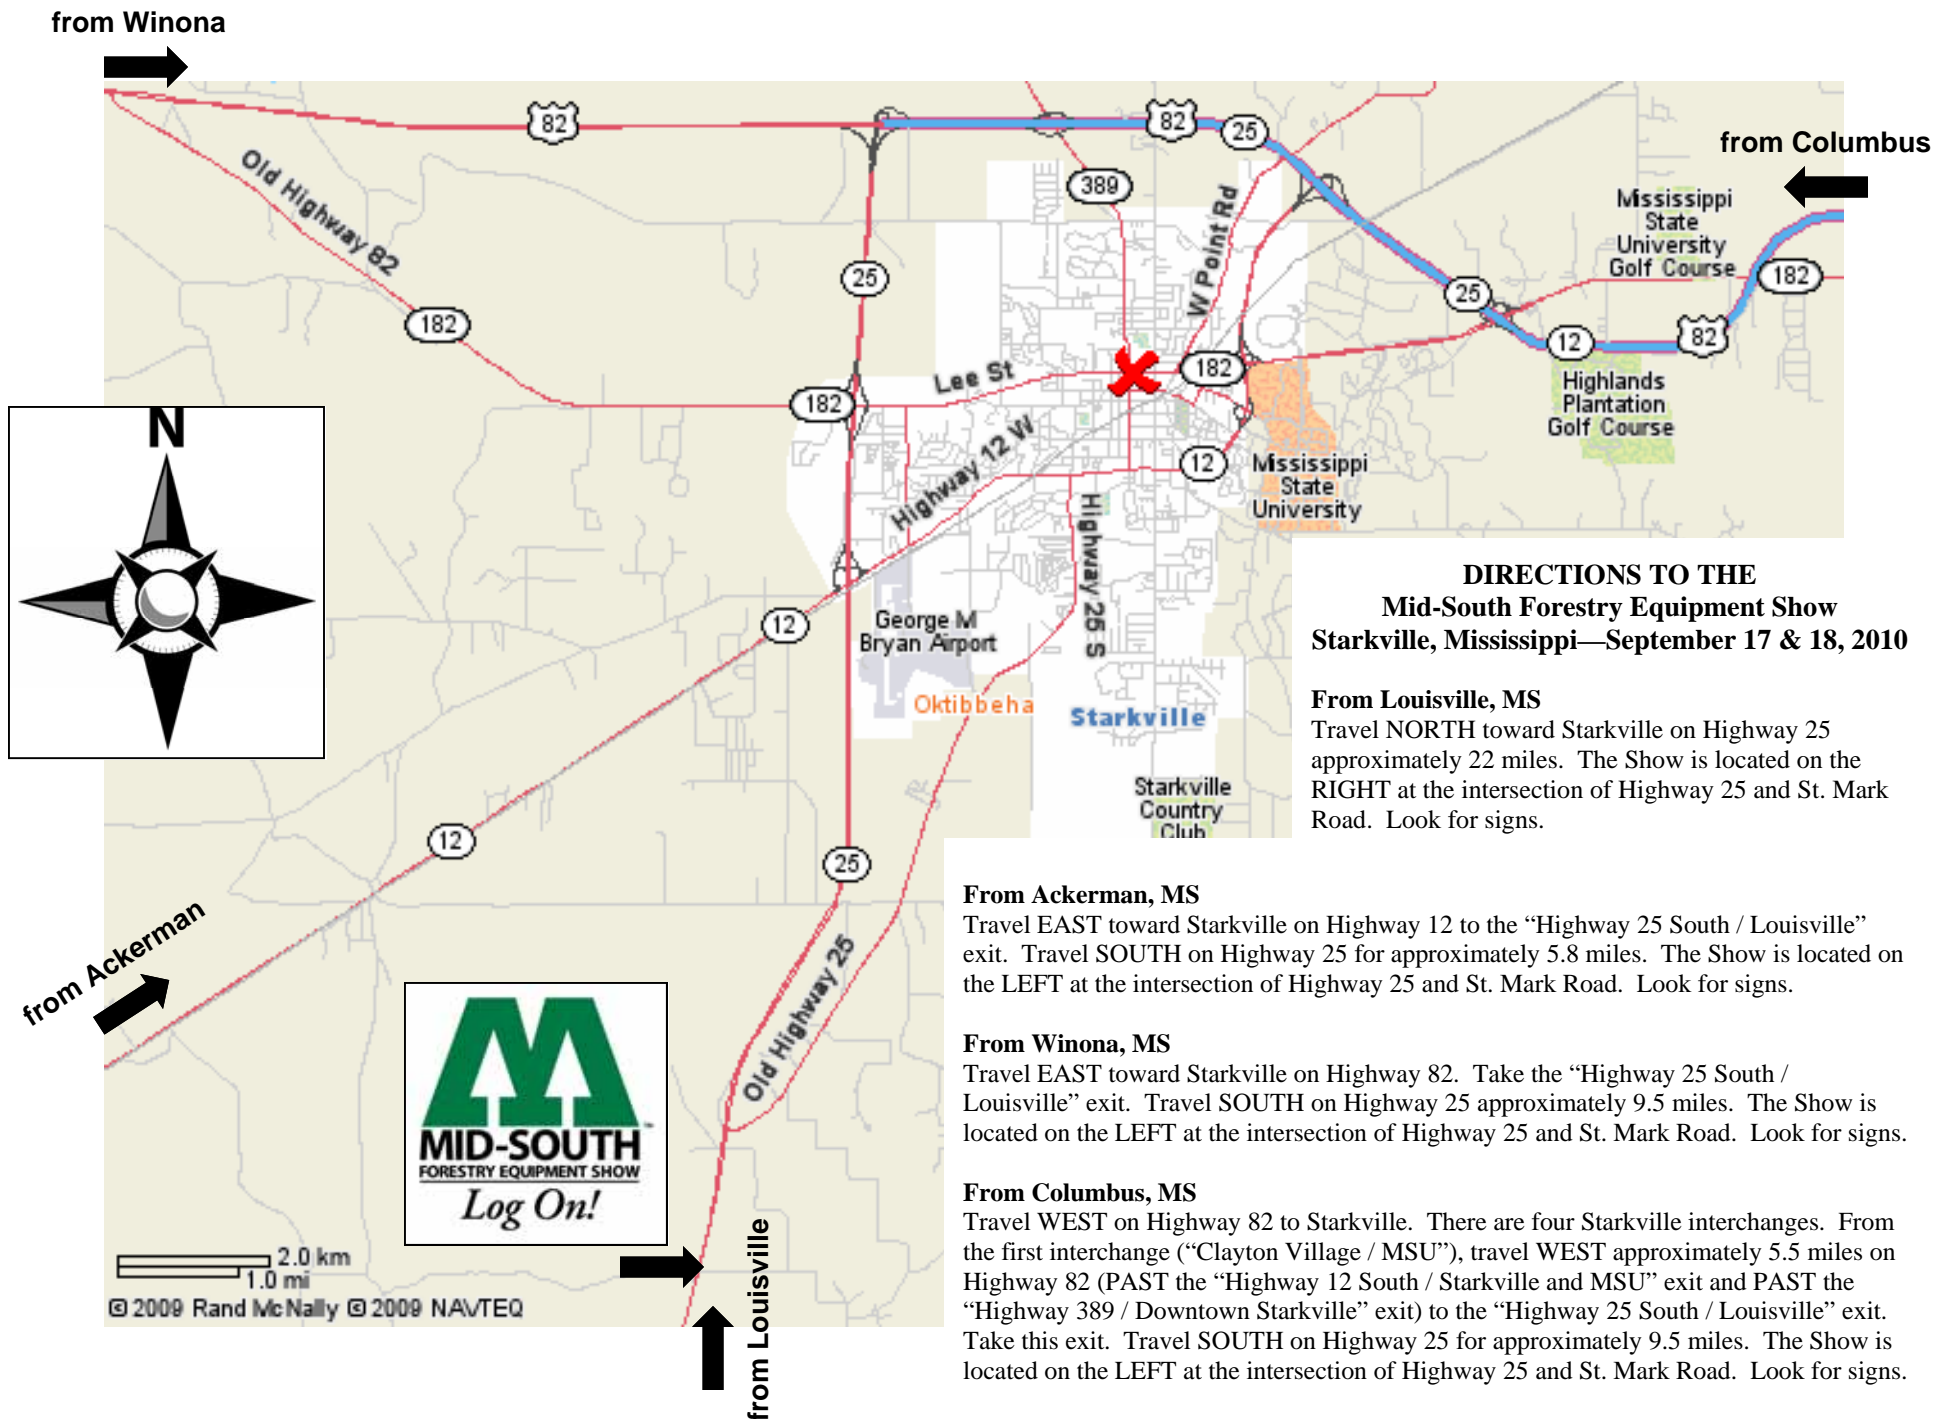 from Winona
82
82
25
from Columbus
Old Highway 82
389
W Point Rd
Mississippi
State
University
Golf Course
25
25
182
182
12
82
Lee St
182
182
Highlands
Plantation
Golf Course
N
Highway 12 W
12
Mississippi
State
University
Highway 25 S
12
George M
Bryan Airport
Oktibbeha
Starkville
Starkville
Country
Club
12
25
from Ackerman
Old Highway 25
MID-SOUTH™
FORESTRY EQUIPMENT SHOW
Log On!
2.0 km
1.0 mi
© 2009 Rand McNally © 2009 NAVTEQ
from Louisville
DIRECTIONS TO THE
Mid-South Forestry Equipment Show
Starkville, Mississippi—September 17 & 18, 2010
From Louisville, MS
Travel NORTH toward Starkville on Highway 25
approximately 22 miles.  The Show is located on the
RIGHT at the intersection of Highway 25 and St. Mark
Road.  Look for signs.
From Ackerman, MS
Travel EAST toward Starkville on Highway 12 to the “Highway 25 South / Louisville”
exit.  Travel SOUTH on Highway 25 for approximately 5.8 miles.  The Show is located on
the LEFT at the intersection of Highway 25 and St. Mark Road.  Look for signs.
From Winona, MS
Travel EAST toward Starkville on Highway 82.  Take the “Highway 25 South /
Louisville” exit.  Travel SOUTH on Highway 25 approximately 9.5 miles.  The Show is
located on the LEFT at the intersection of Highway 25 and St. Mark Road.  Look for signs.
From Columbus, MS
Travel WEST on Highway 82 to Starkville.  There are four Starkville interchanges.  From
the first interchange (“Clayton Village / MSU”), travel WEST approximately 5.5 miles on
Highway 82 (PAST the “Highway 12 South / Starkville and MSU” exit and PAST the
“Highway 389 / Downtown Starkville” exit) to the “Highway 25 South / Louisville” exit.
Take this exit.  Travel SOUTH on Highway 25 for approximately 9.5 miles.  The Show is
located on the LEFT at the intersection of Highway 25 and St. Mark Road.  Look for signs.